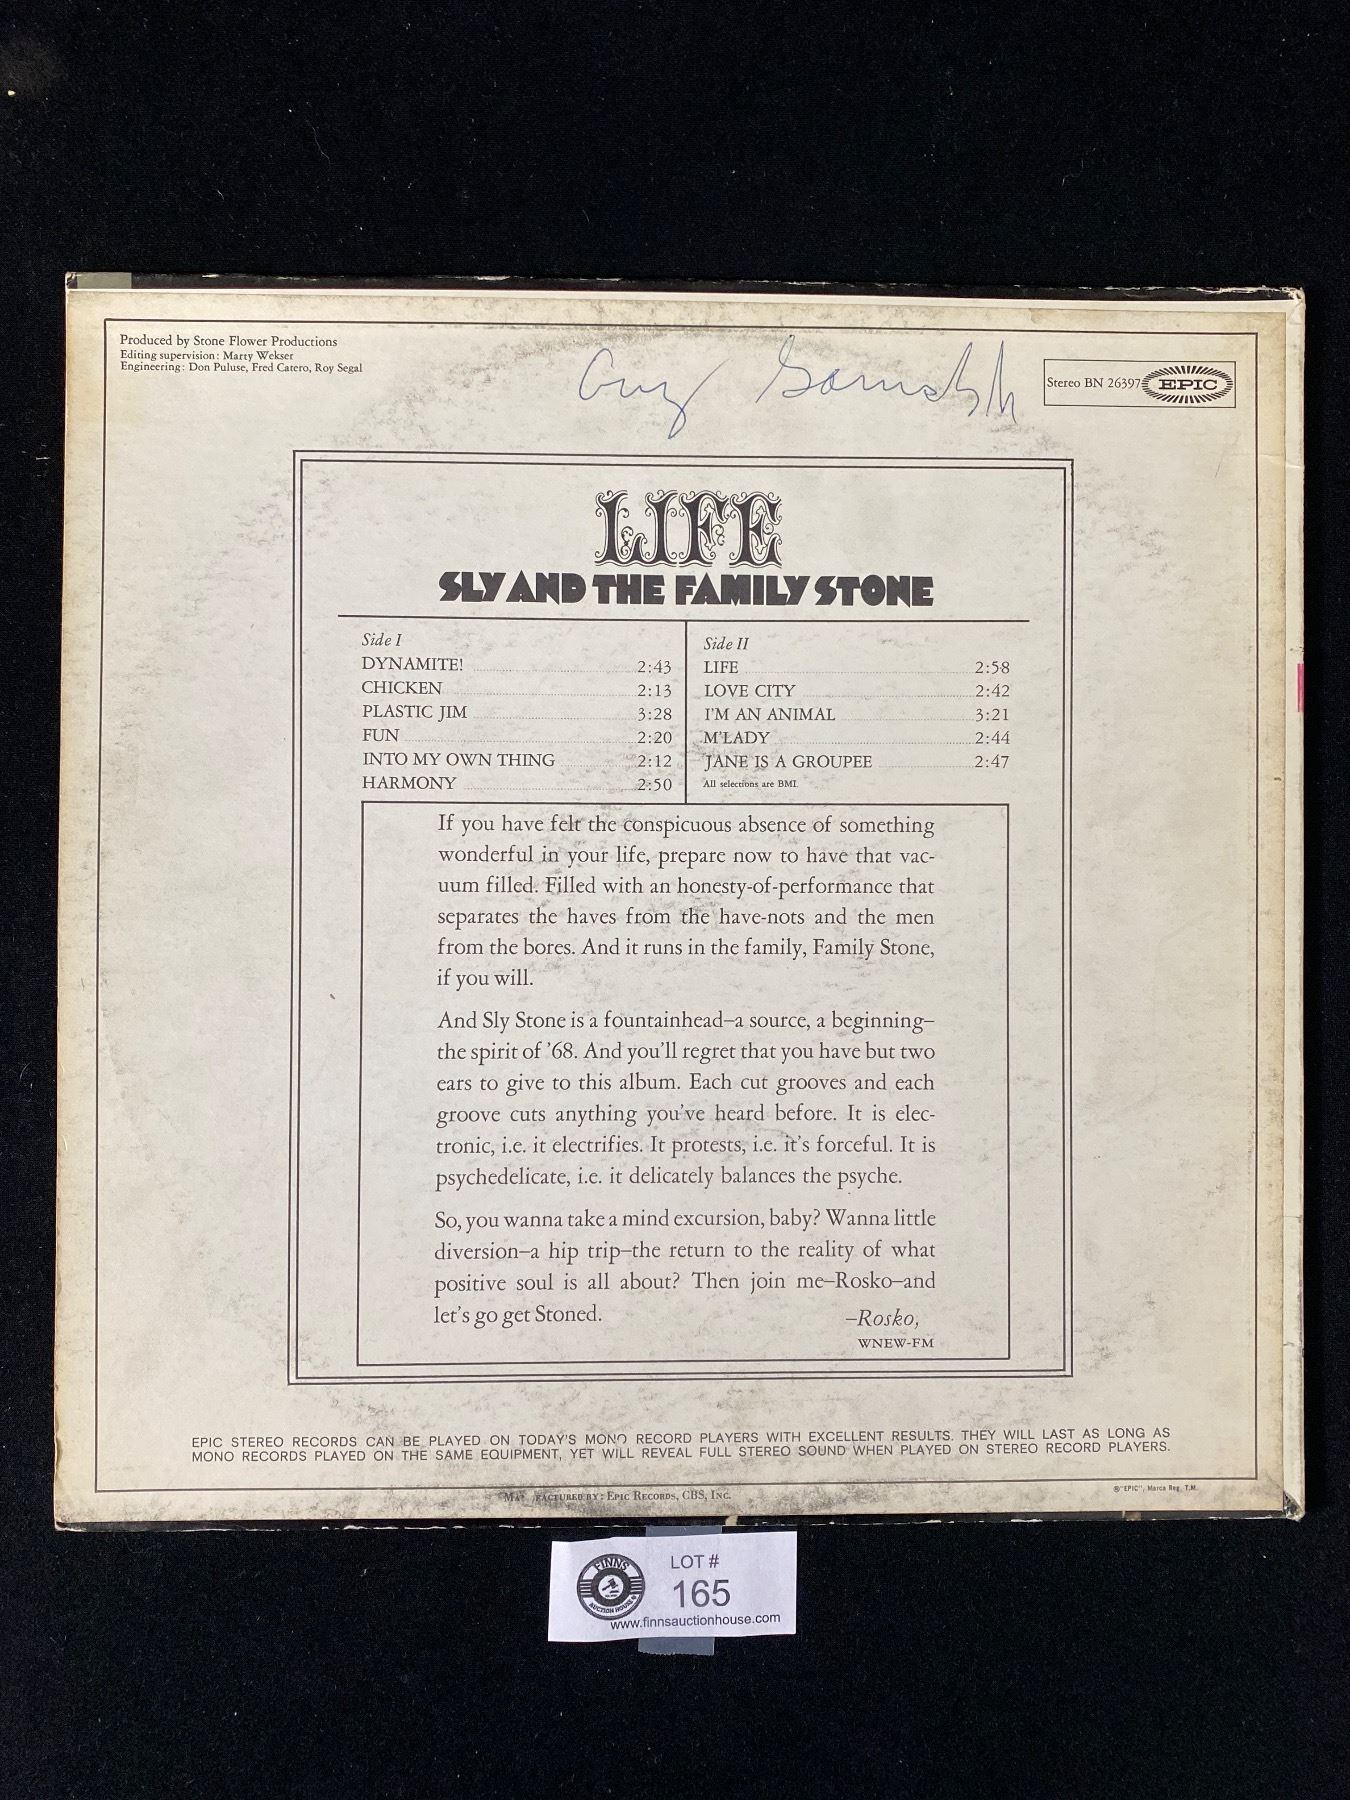 Produced by Stone Flower Productions
Editing supervision: Marty Wekser
Engineering: Don Puluse, Fred Catero, Roy Segal
Stereo BN 26397 EPIC
LIFE
SLY AND THE FAMILY STONE
Side I
DYNAMITE! 2:43
CHICKEN 2:13
PLASTIC JIM 3:28
FUN 2:20
INTO MY OWN THING 2:12
HARMONY 2:50
Side II
LIFE 2:58
LOVE CITY 2:42
I'M AN ANIMAL 3:21
M'LADY 2:44
JANE IS A GROUPEE 2:47
All selections are BMI.
If you have felt the conspicuous absence of something
wonderful in your life, prepare now to have that vac-
uum filled. Filled with an honesty-of-performance that
separates the haves from the have-nots and the men
from the bores. And it runs in the family, Family Stone,
if you will.
And Sly Stone is a fountainhead–a source, a beginning–
the spirit of '68. And you'll regret that you have but two
ears to give to this album. Each cut grooves and each
groove cuts anything you've heard before. It is elec-
tronic, i.e. it electrifies. It protests, i.e. it's forceful. It is
psychedelicate, i.e. it delicately balances the psyche.
So, you wanna take a mind excursion, baby? Wanna little
diversion–a hip trip–the return to the reality of what
positive soul is all about? Then join me–Rosko–and
let's go get Stoned.
–Rosko,
WNEW-FM
EPIC STEREO RECORDS CAN BE PLAYED ON TODAY'S MONO RECORD PLAYERS WITH EXCELLENT RESULTS. THEY WILL LAST AS LONG AS
MONO RECORDS PLAYED ON THE SAME EQUIPMENT, YET WILL REVEAL FULL STEREO SOUND WHEN PLAYED ON STEREO RECORD PLAYERS.
BY: EPIC RECORDS, CBS, INC.
®"EPIC", Marca Reg. T.M.
FINNS
AUCTION HOUSE
LOT #
165
www.finnsauctionhouse.com